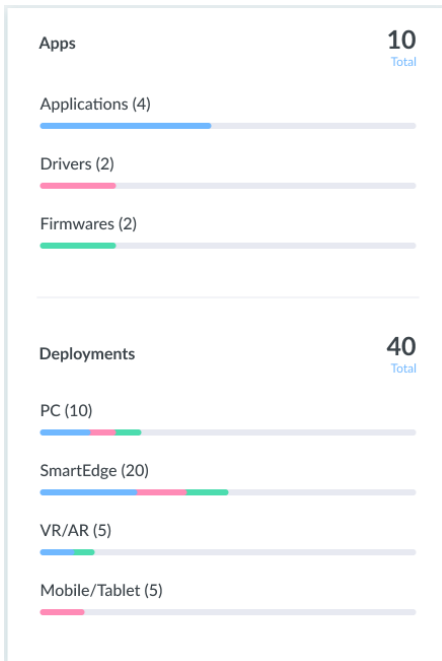 Apps
10
Total
Applications (4)
Drivers (2)
Firmwares (2)
Deployments
40
Total
PC (10)
SmartEdge (20)
VR/AR (5)
Mobile/Tablet (5)